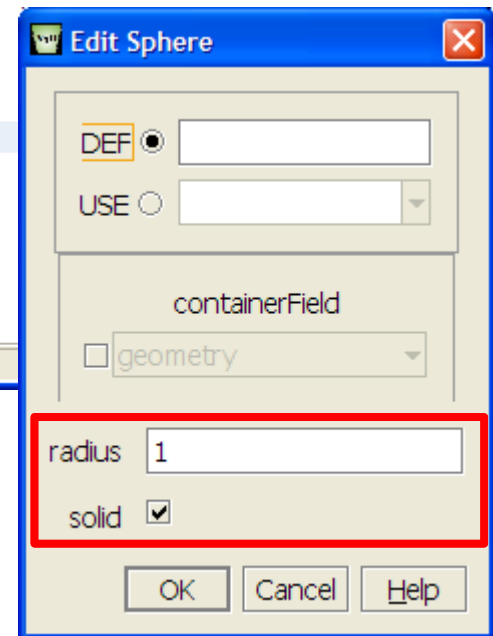 Edit Sphere
DEF
USE
containerField
geometry
radius 1
solid
OK Cancel Help